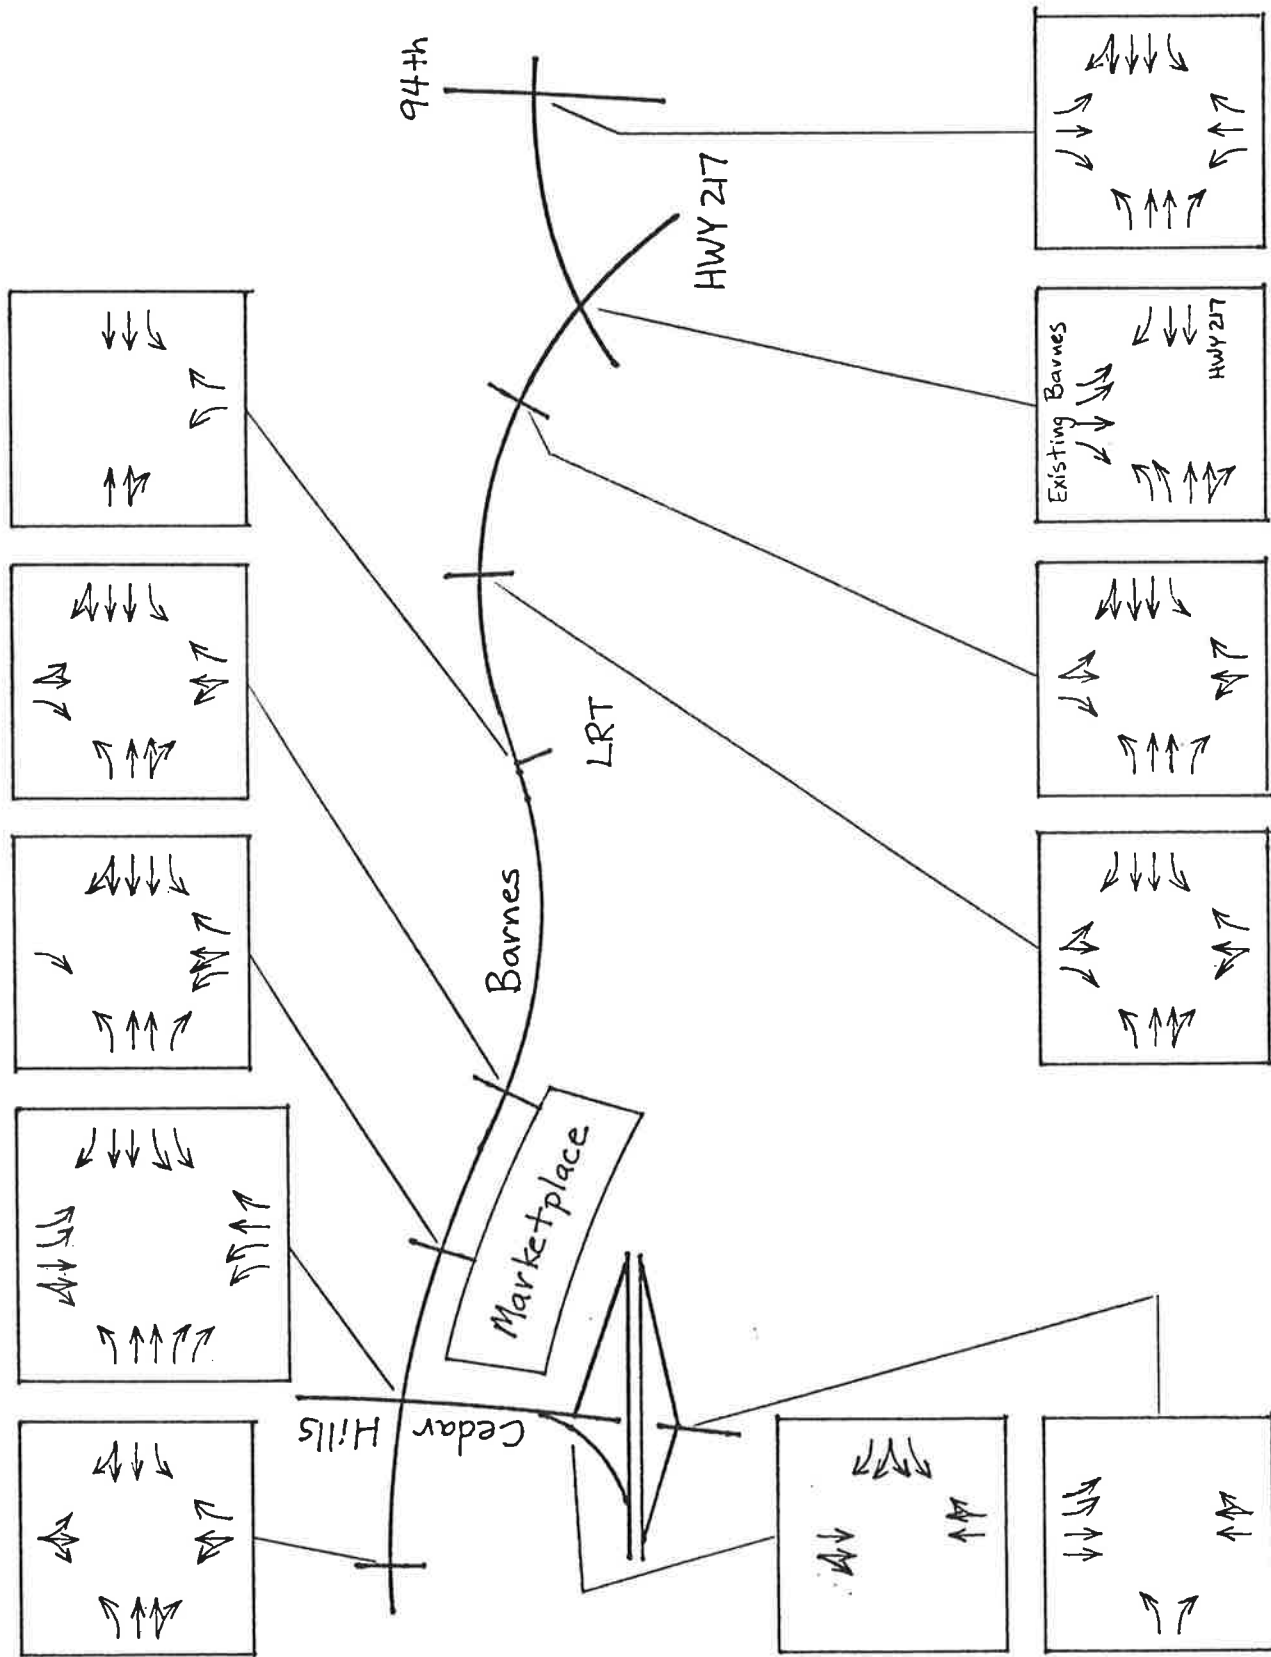 94th
HWY 217
LRT
Barnes
Marketplace
Cedar
Hills
Existing Barnes
HWY 217